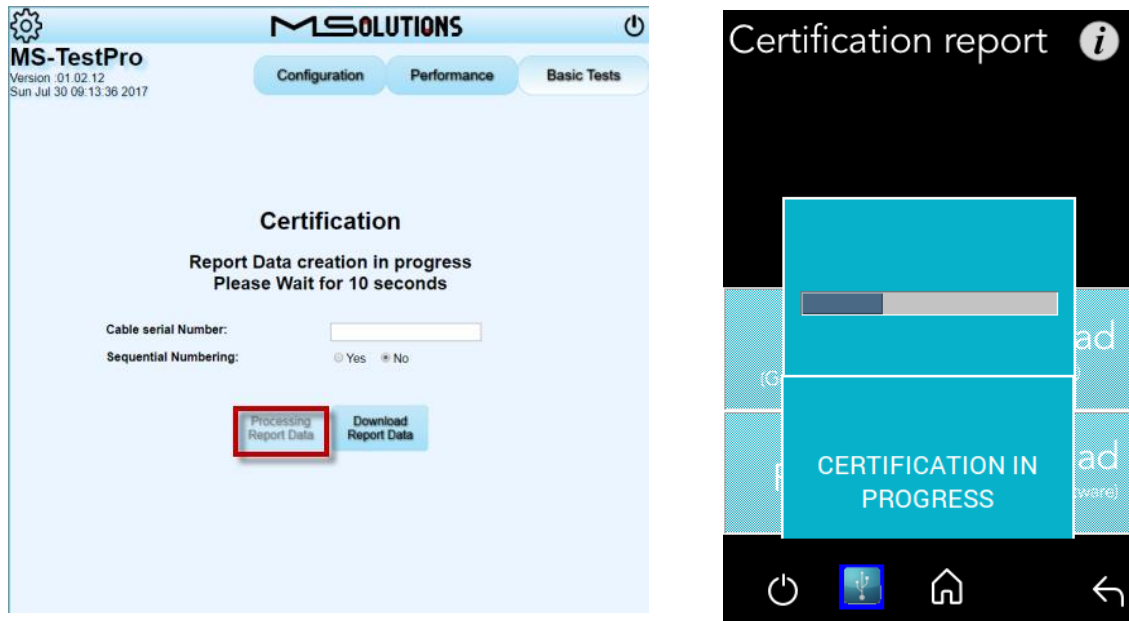 MSOLUTIONS
MS-TestPro
Version :01.02.12
Sun Jul 30 09:13:36 2017
Configuration
Performance
Basic Tests
Certification
Report Data creation in progress
Please Wait for 10 seconds
Cable serial Number:
Sequential Numbering:
Yes
No
Processing
Report Data
Download
Report Data
Certification report
i
CERTIFICATION IN
PROGRESS